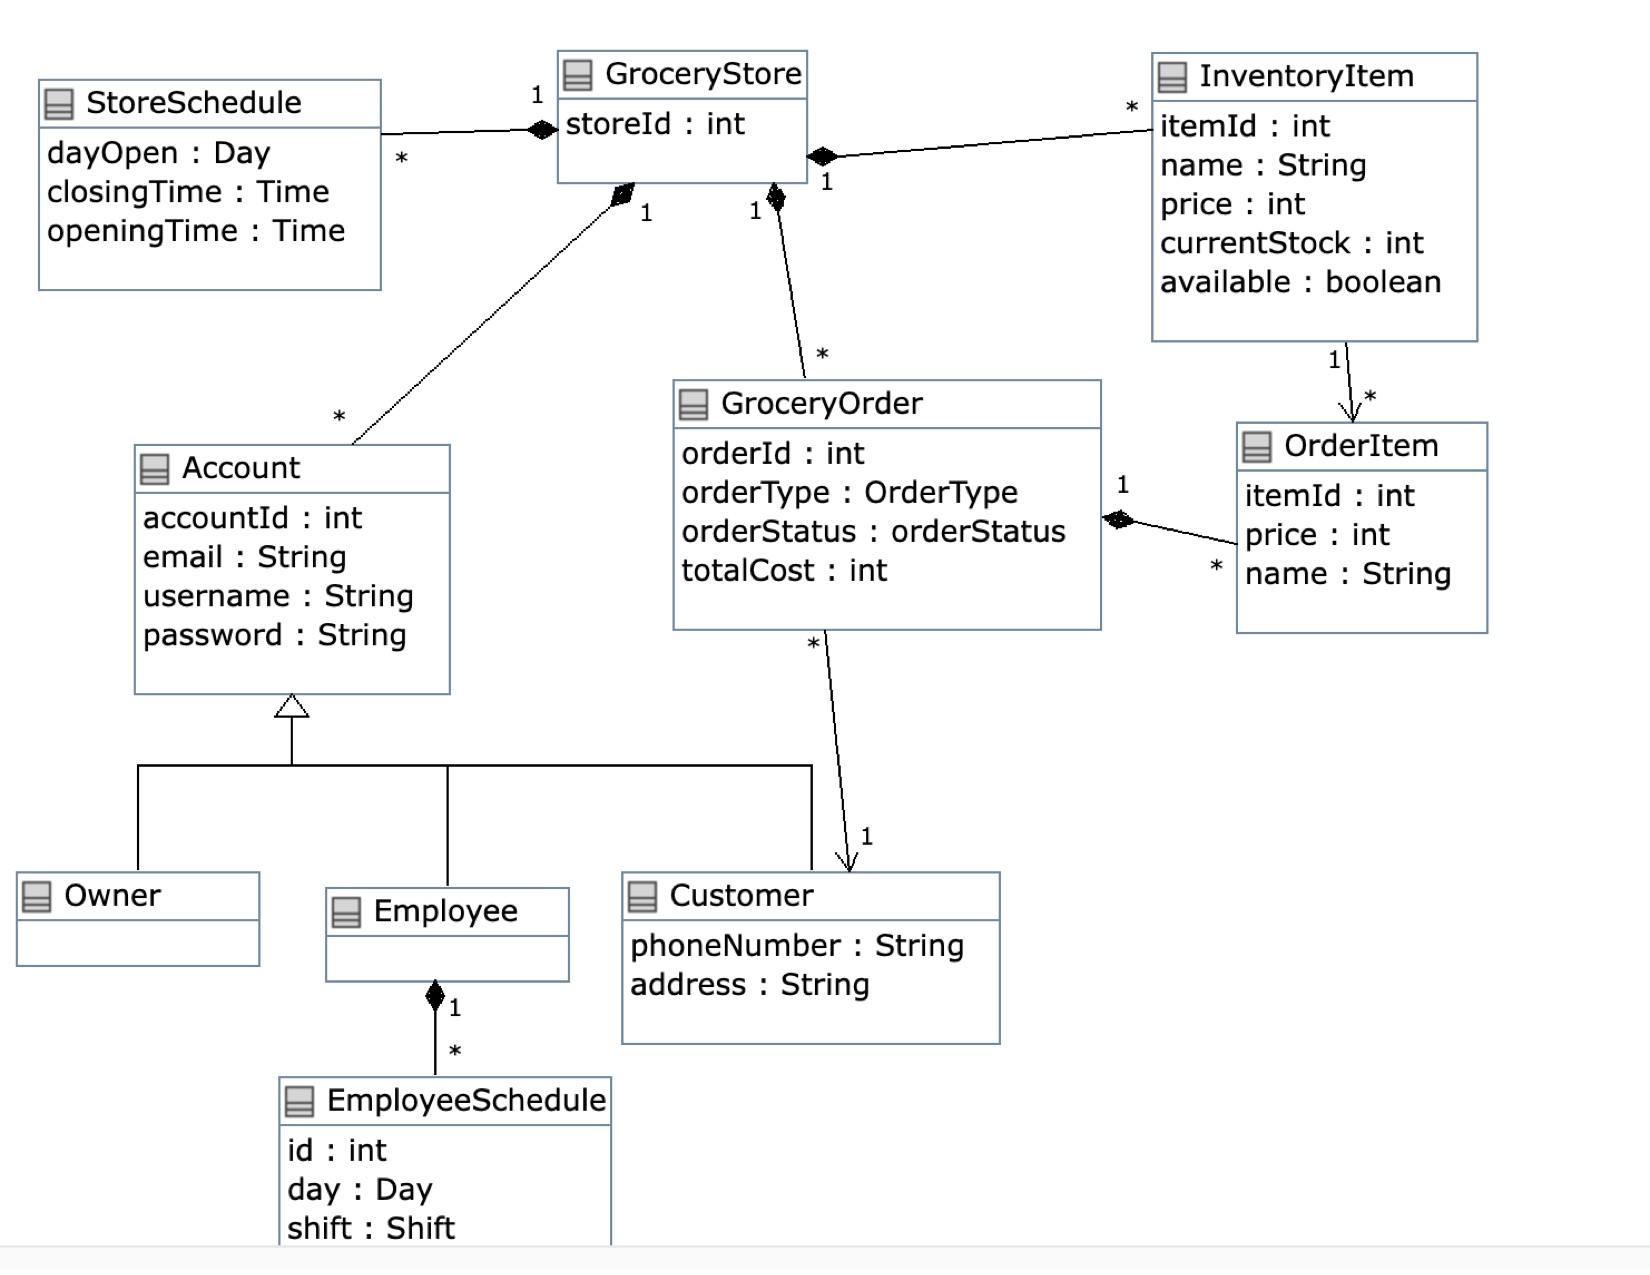 GroceryStore
storeId : int
StoreSchedule
dayOpen : Day
closingTime : Time
openingTime : Time
InventoryItem
itemId : int
name : String
price : int
currentStock : int
available : boolean
1
*
1
*
1
*
1
*
1
*
GroceryOrder
orderId : int
orderType : OrderType
orderStatus : orderStatus
totalCost : int
OrderItem
itemId : int
price : int
name : String
1
*
Account
accountId : int
email : String
username : String
password : String
*
1
Owner
Employee
Customer
phoneNumber : String
address : String
1
*
EmployeeSchedule
id : int
day : Day
shift : Shift